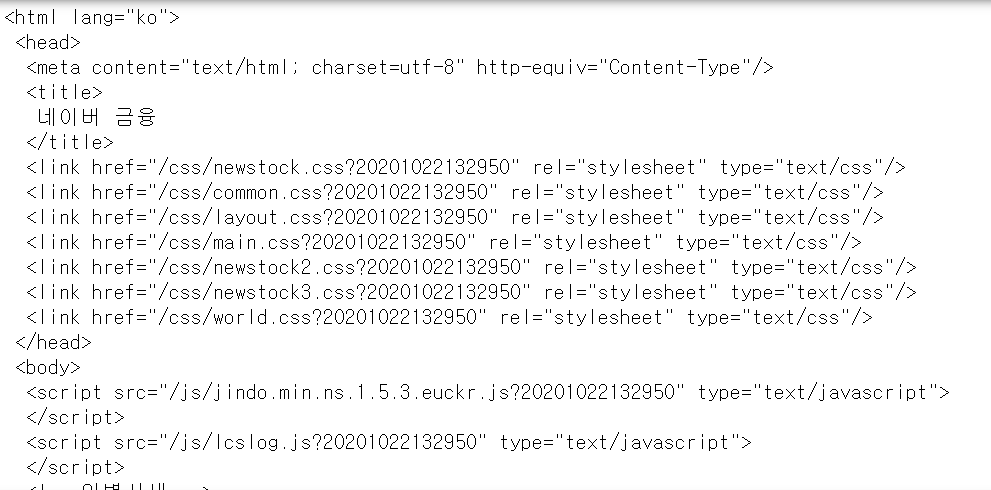 <html lang="ko">
<head>
<meta content="text/html; charset=utf-8" http-equiv="Content-Type"/>
<title>
네이버 금융
</title>
<link href="/css/newstock.css?20201022132950" rel="stylesheet" type="text/css"/>
<link href="/css/common.css?20201022132950" rel="stylesheet" type="text/css"/>
<link href="/css/layout.css?20201022132950" rel="stylesheet" type="text/css"/>
<link href="/css/main.css?20201022132950" rel="stylesheet" type="text/css"/>
<link href="/css/newstock2.css?20201022132950" rel="stylesheet" type="text/css"/>
<link href="/css/newstock3.css?20201022132950" rel="stylesheet" type="text/css"/>
<link href="/css/world.css?20201022132950" rel="stylesheet" type="text/css"/>
</head>
<body>
<script src="/js/jindo.min.ns.1.5.3.euckr.js?20201022132950" type="text/javascript">
</script>
<script src="/js/lcslog.js?20201022132950" type="text/javascript">
</script>